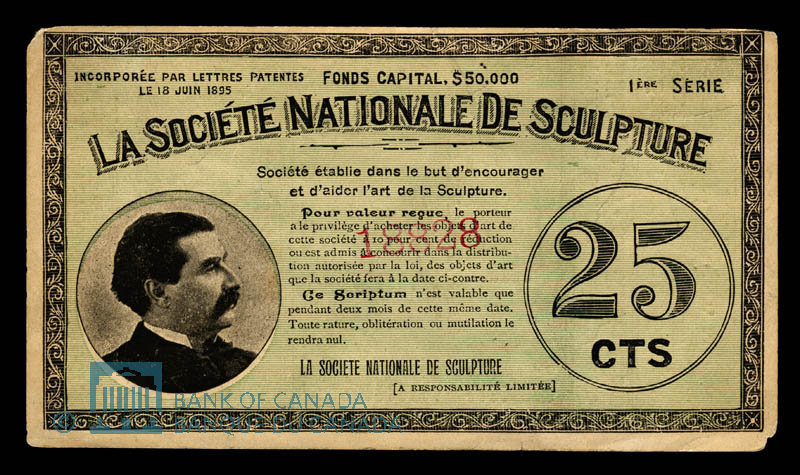 INCORPORÉE PAR LETTRES PATENTES
LE 18 JUIN 1895
FONDS CAPITAL, $50.000
1ÈRE SÉRIE
LA SOCIÉTÉ NATIONALE DE SCULPTURE
Société établie dans le but d'encourager
et d'aider l'art de la Sculpture.
Pour valeur reçue, le porteur
a le privilège d'acheter les objets d'art de
cette société à 10 pour cent de réduction
ou est admis à concourir dans la distribu-
tion autorisée par la loi, des objets d'art
que la société fera à la date ci-contre.
Ce Scriptum n'est valable que
pendant deux mois de cette même date.
Toute rature, oblitération ou mutilation le
rendra nul.
LA SOCIETE NATIONALE DE SCULPTURE
[A RESPONSABILITÉ LIMITÉE]
25
CTS
© BANK OF CANADA
BANQUE DU CANADA